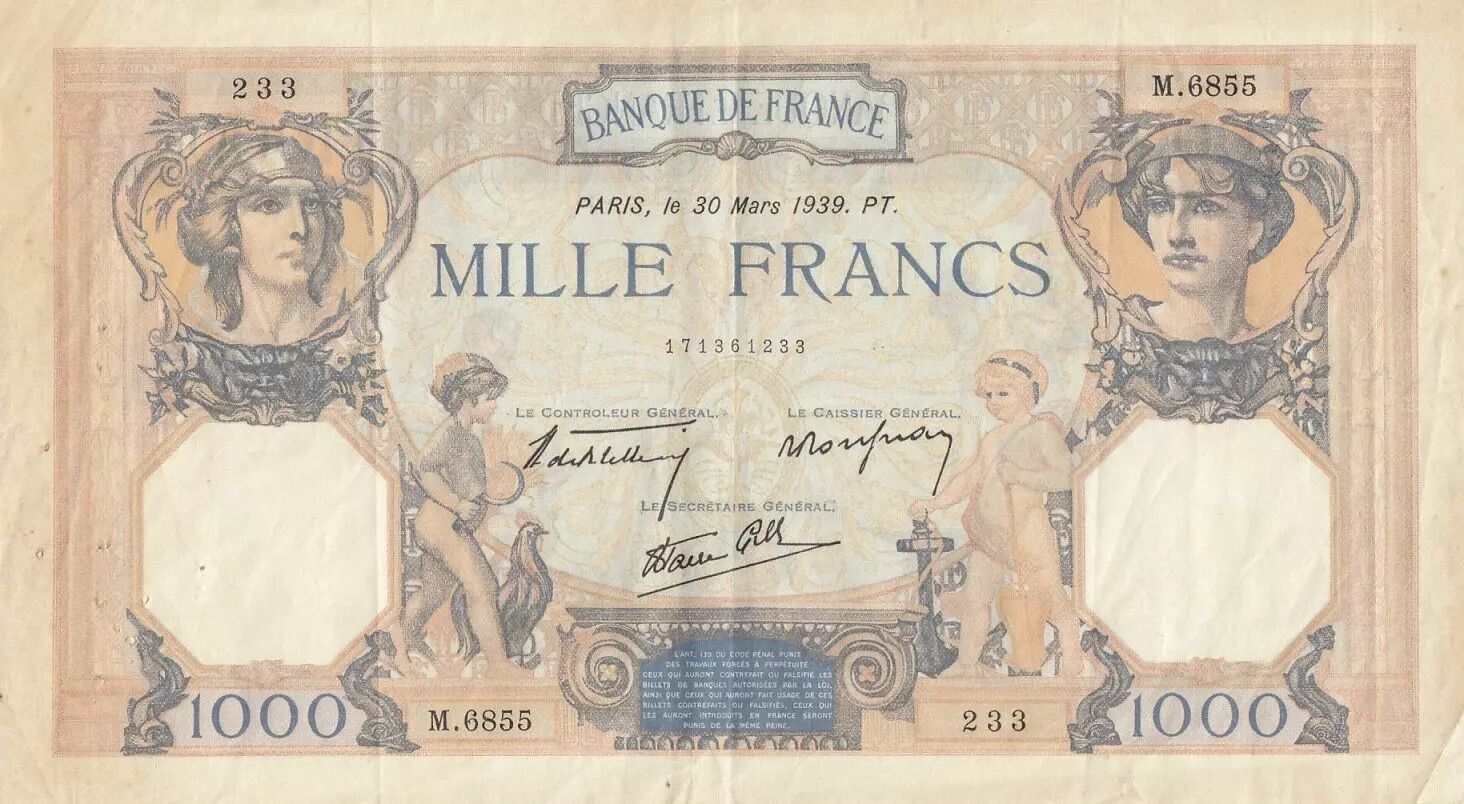 233
M.6855
BANQUE DE FRANCE
PARIS, le 30 Mars 1939. PT.
MILLE FRANCS
171361233
LE CONTROLEUR GÉNÉRAL,
LE CAISSIER GÉNÉRAL,
LE SECRÉTAIRE GÉNÉRAL,
L'ART. 139 DU CODE PÉNAL PUNIT
DES TRAVAUX FORCÉS A PERPÉTUITÉ
CEUX QUI AURONT CONTREFAIT OU FALSIFIÉ LES
BILLETS DE BANQUES AUTORISÉES PAR LA LOI,
AINSI QUE CEUX QUI AURONT FAIT USAGE DE CES
BILLETS CONTREFAITS OU FALSIFIÉS, CEUX QUI
LES AURONT INTRODUITS EN FRANCE SERONT
PUNIS DE LA MÊME PEINE.
1000
M.6855
233
1000